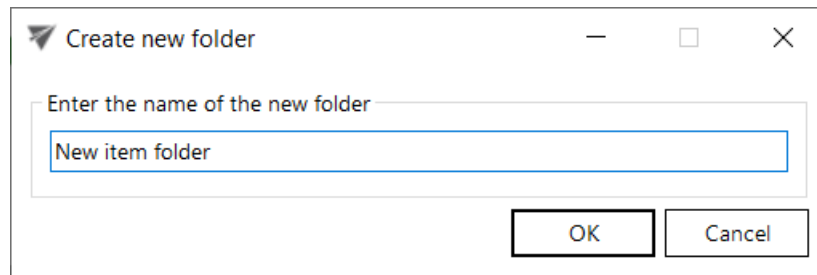 Create new folder
Enter the name of the new folder
New item folder
OK Cancel